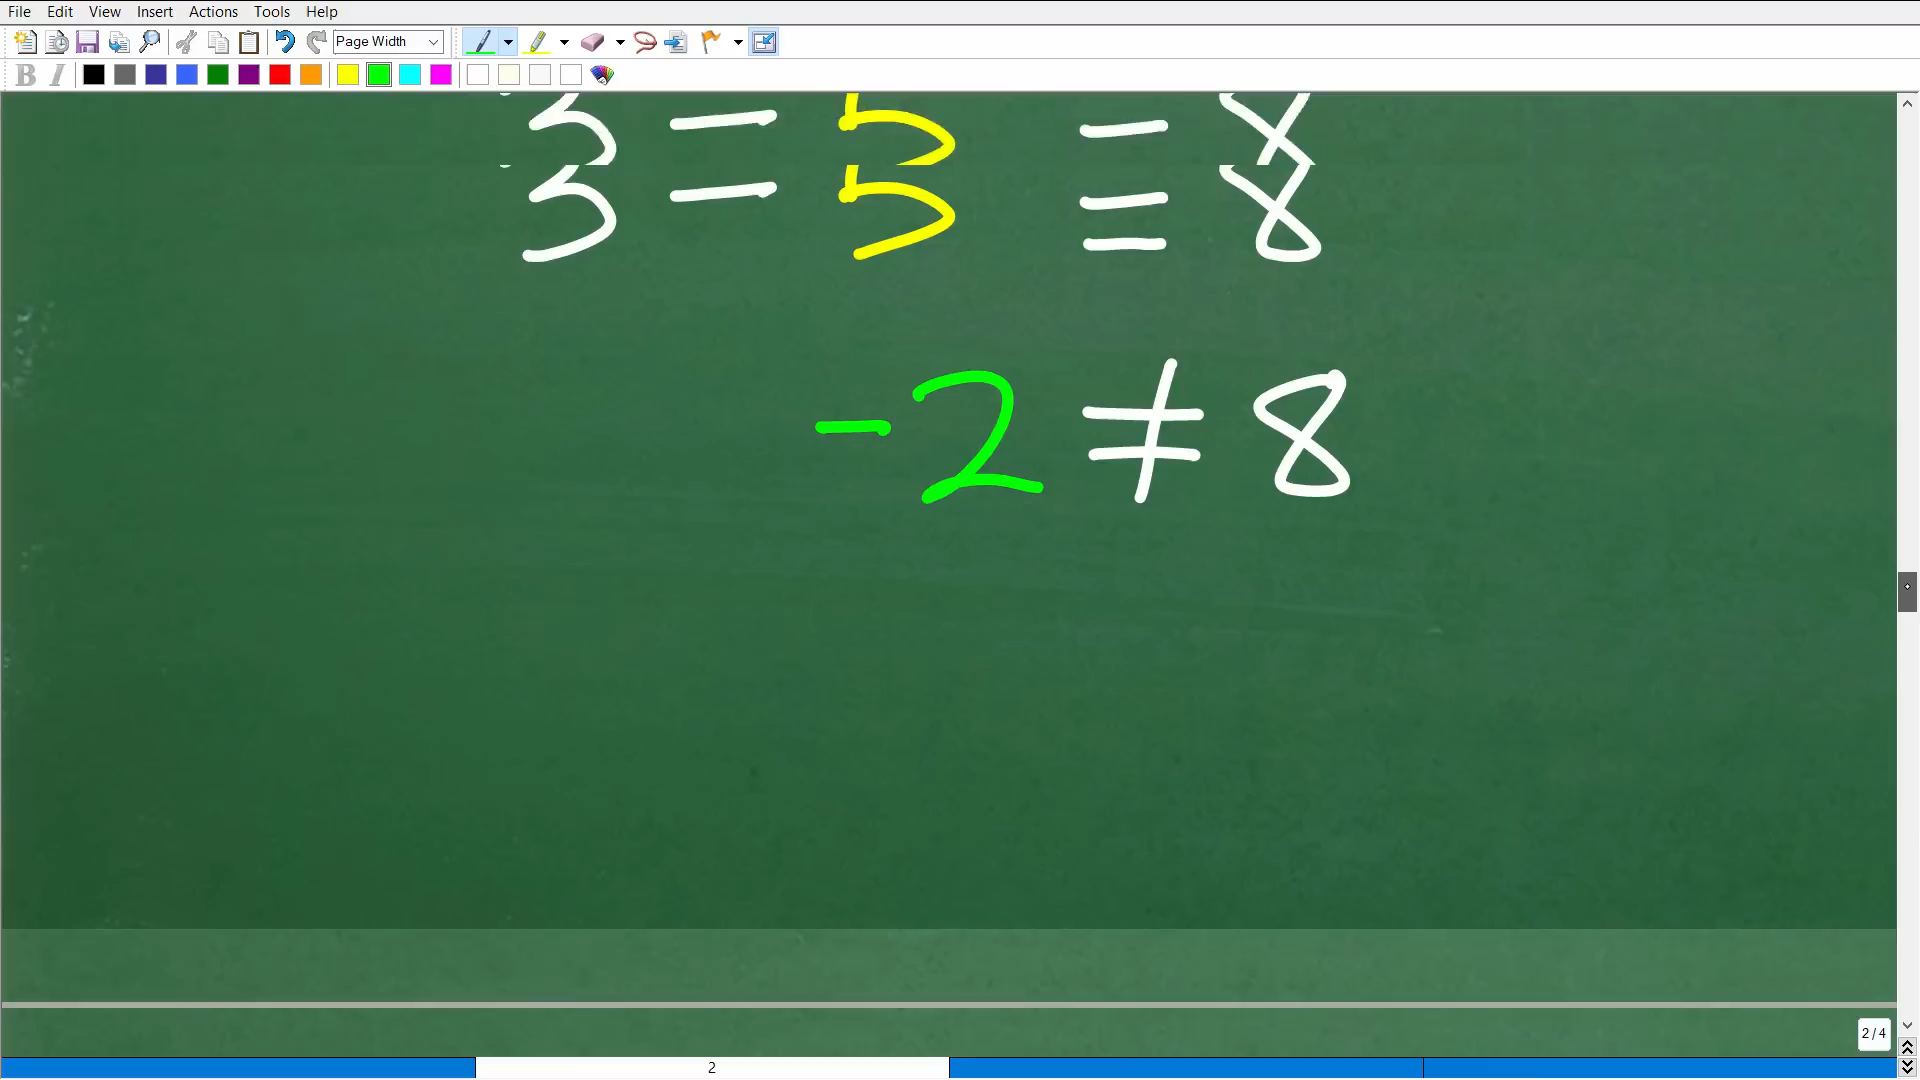 File Edit View Insert Actions Tools Help
Page Width
B I
3 - 5 = 8
3 - 5 = 8
-2 ≠ 8
2 / 4
2